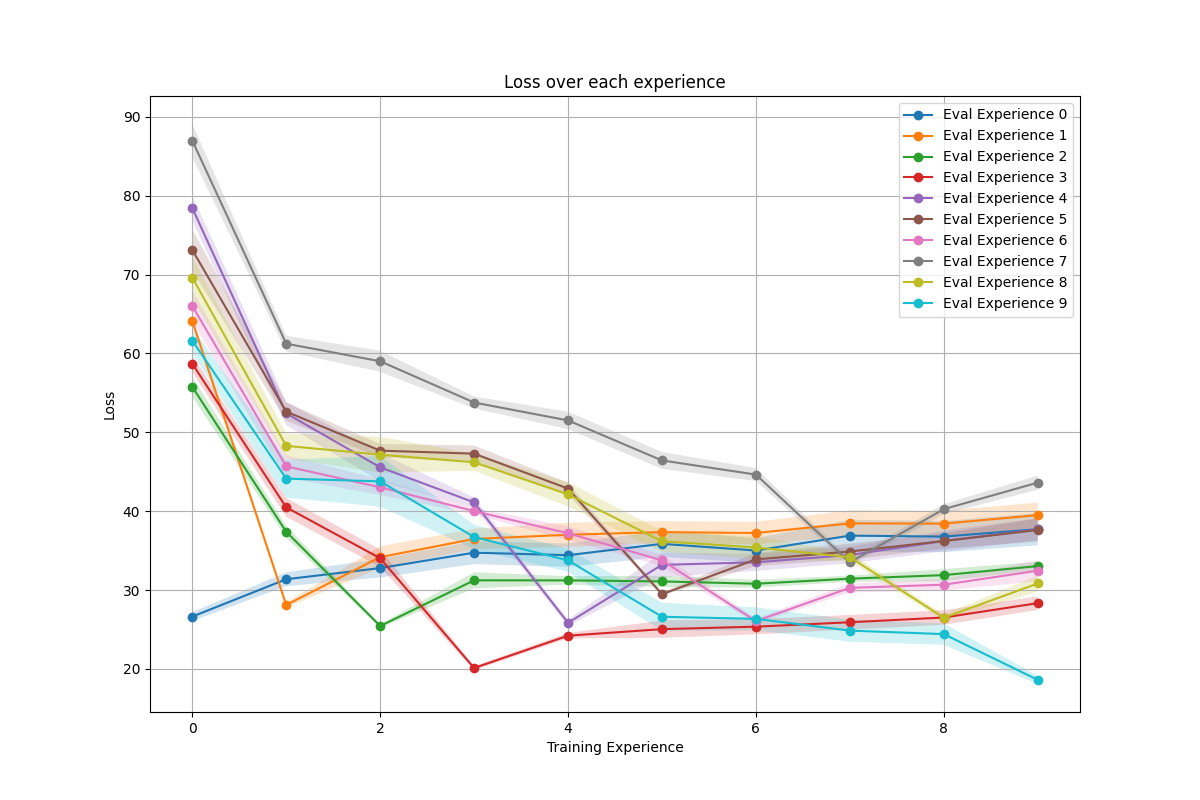 Loss over each experience
90
80
70
60
50
40
30
20
Loss
0 2 4 6 8
Training Experience
Eval Experience 0
Eval Experience 1
Eval Experience 2
Eval Experience 3
Eval Experience 4
Eval Experience 5
Eval Experience 6
Eval Experience 7
Eval Experience 8
Eval Experience 9